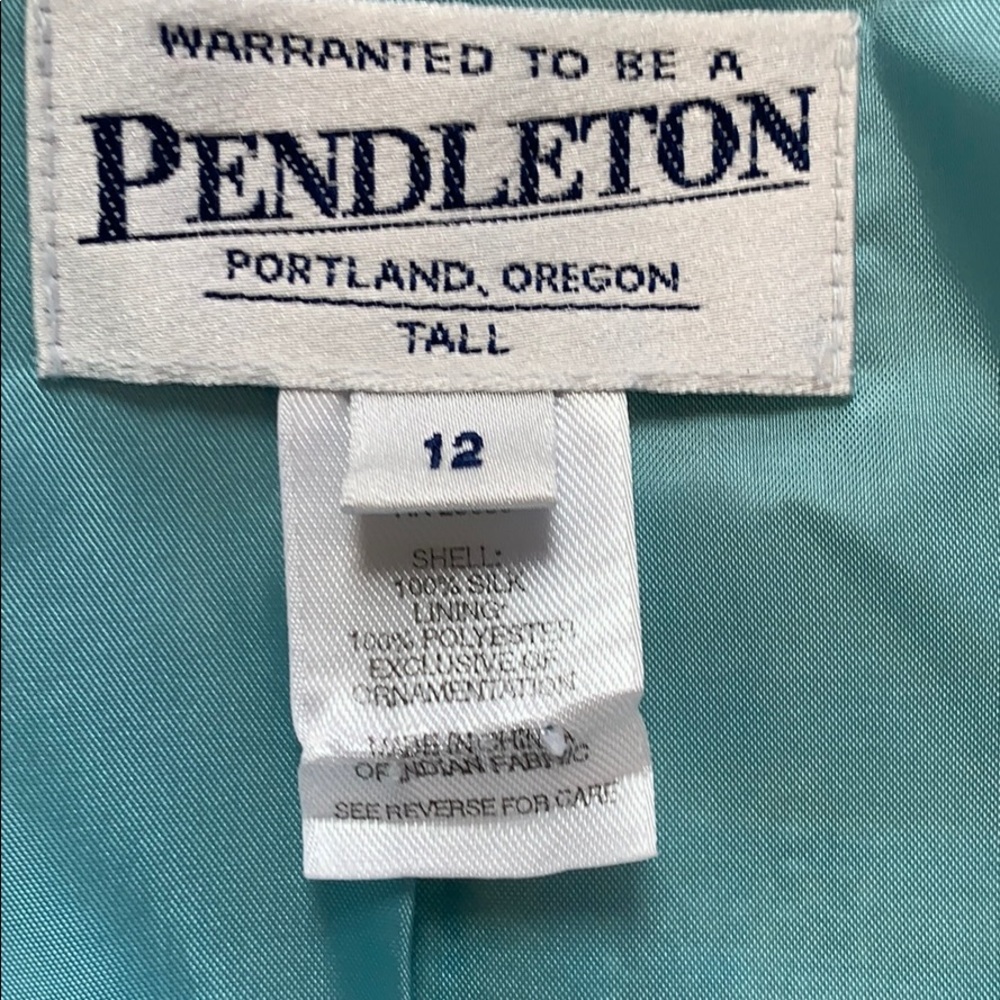 WARRANTED TO BE A
PENDLETON
PORTLAND, OREGON
TALL
12
SHELL:
100% SILK
LINING:
100% POLYESTER
EXCLUSIVE OF
ORNAMENTATION
MADE IN CHINA
OF INDIAN FABRIC
SEE REVERSE FOR CARE